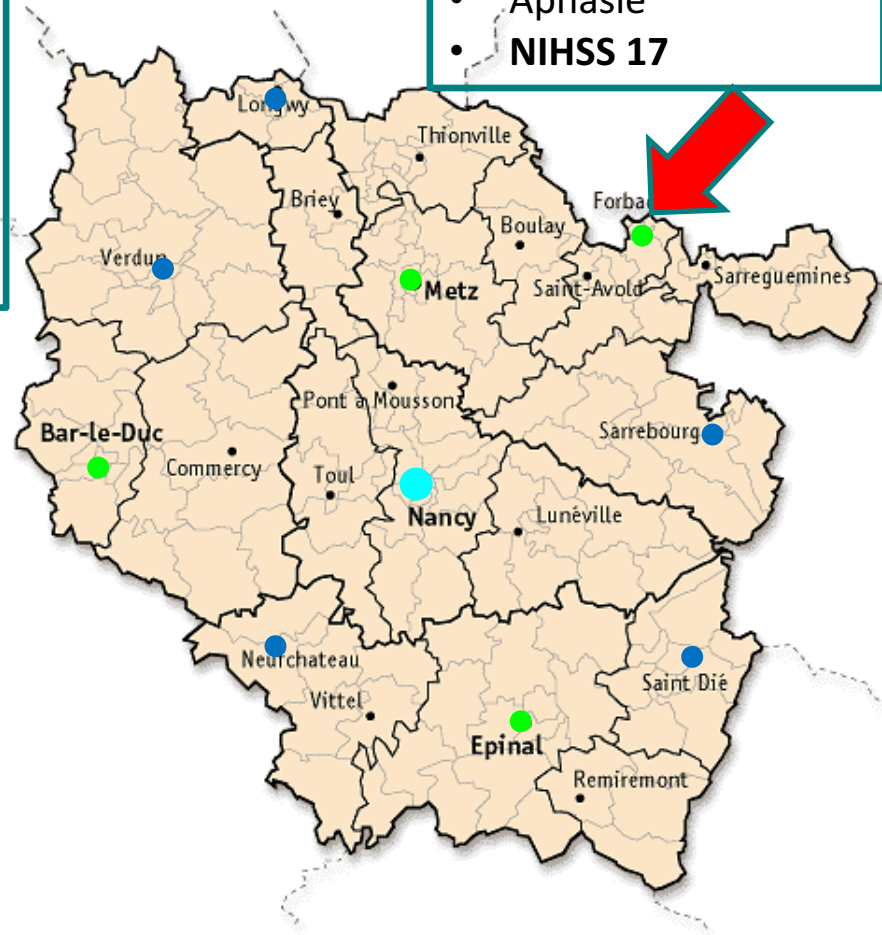 • Aphasie
• NIHSS 17
Longwy
Thionville
Briey
Forba
Boulay
Verdun
Metz
Saint-Avold
Sarreguemines
Pont à Mousson
Bar-le-Duc
Sarrebourg
Commercy
Toul
Nancy
Lunéville
Neufchateau
Saint Dié
Vittel
Epinal
Remiremont